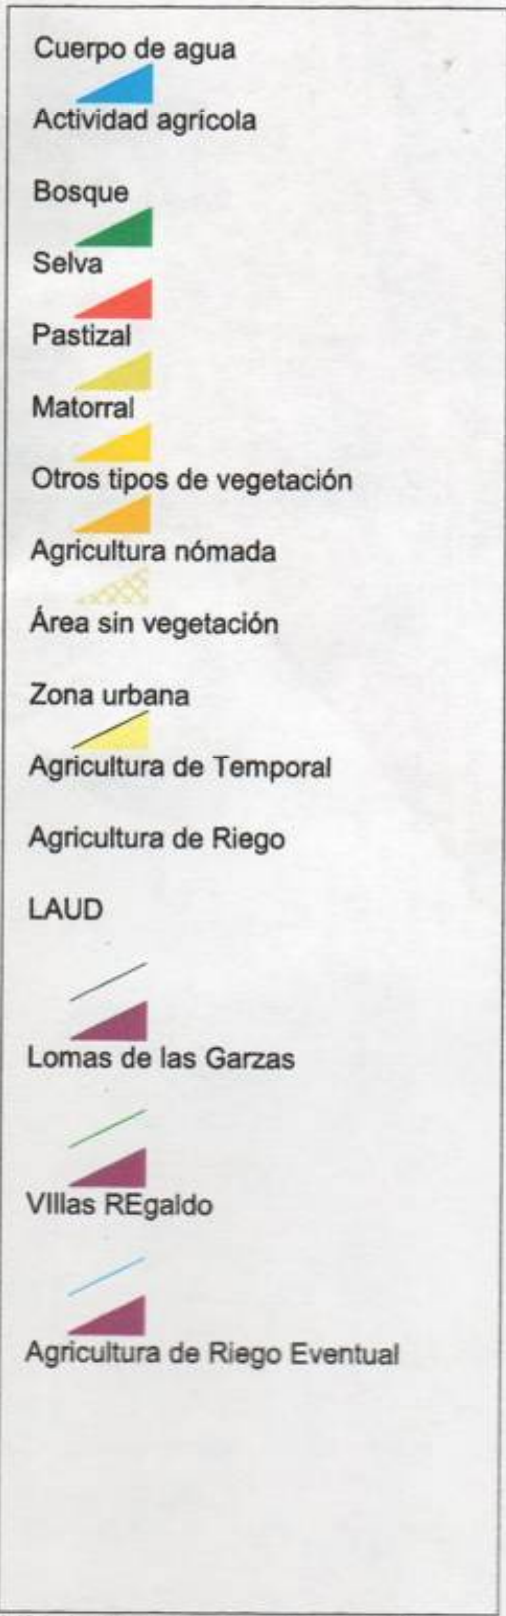 Cuerpo de agua
Actividad agrícola
Bosque
Selva
Pastizal
Matorral
Otros tipos de vegetación
Agricultura nómada
Área sin vegetación
Zona urbana
Agricultura de Temporal
Agricultura de Riego
LAUD
Lomas de las Garzas
VIllas REgaldo
Agricultura de Riego Eventual